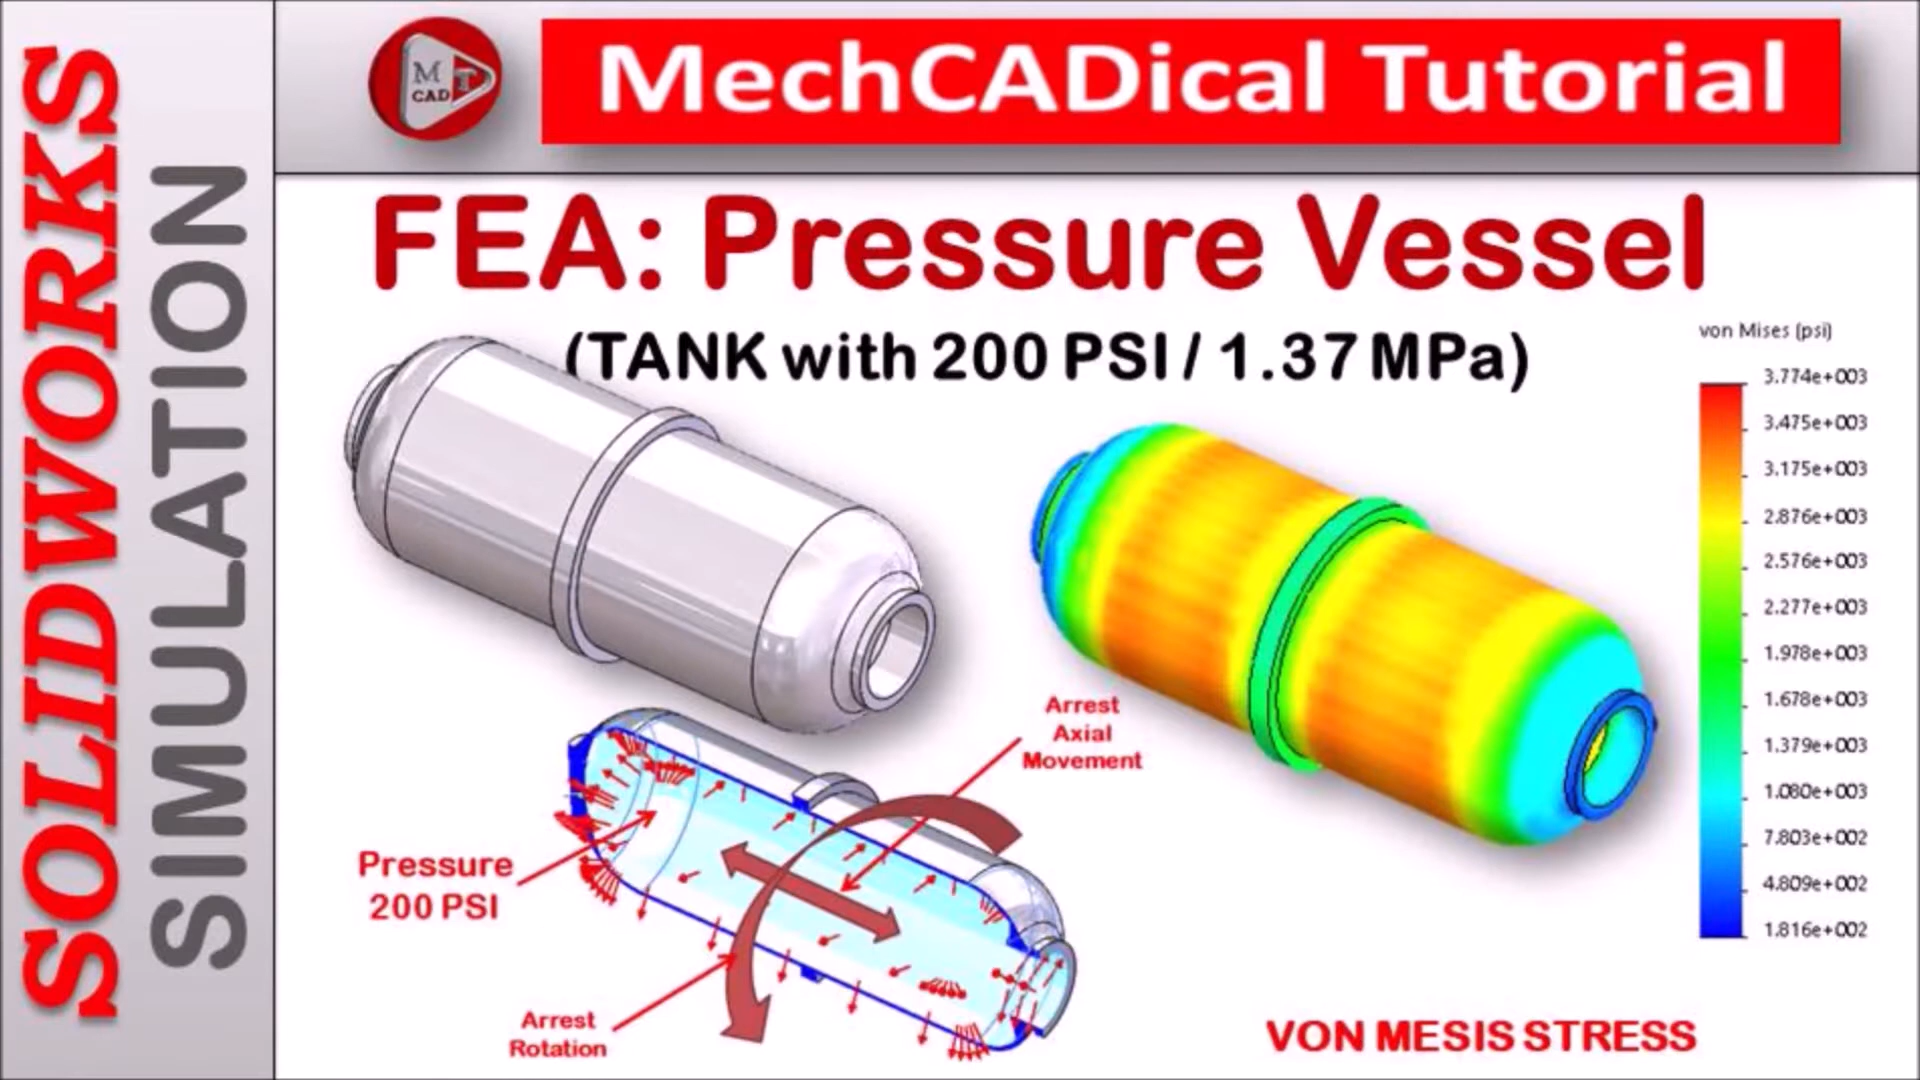 SOLIDWORKS
SIMULATION
M T
CAD
MechCADical Tutorial
FEA: Pressure Vessel
(TANK with 200 PSI / 1.37 MPa)
von Mises (psi)
3.774e+003
3.475e+003
3.175e+003
2.876e+003
2.576e+003
2.277e+003
1.978e+003
1.678e+003
1.379e+003
1.080e+003
7.803e+002
4.809e+002
1.816e+002
Arrest
Axial
Movement
Pressure
200 PSI
Arrest
Rotation
VON MESIS STRESS